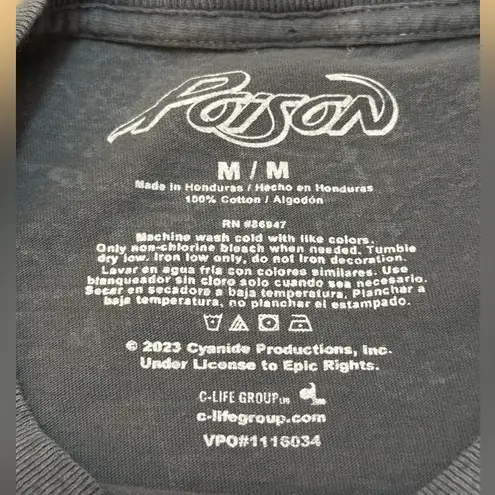 Poison
M / M
Made in Honduras / Hecho en Honduras
100% Cotton / Algodón
RN #86947
Machine wash cold with like colors.
Only non-chlorine bleach when needed. Tumble
dry low. Iron low only, do not iron decoration.
Lavar en agua fría con colores similares. Use
blanqueador sin cloro solo cuando sea necesario.
Secar en secadora a baja temperatura, Planchar a
baja temperatura, no planchar el estampado.
© 2023 Cyanide Productions, Inc.
Under License to Epic Rights.
C-LIFE GROUP LTD
c-lifegroup.com
VPO#1116034